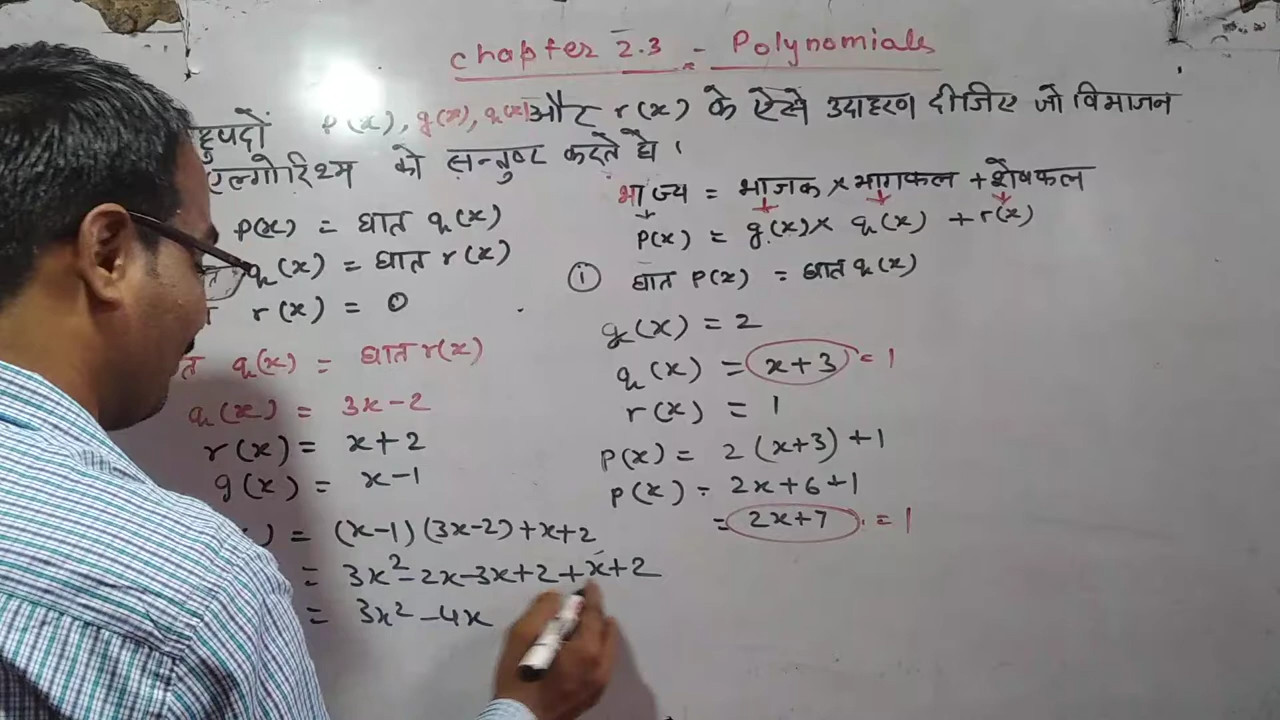 chapter 2.3 - Polynomials
P(x), g(x), q(x) और r(x) के ऐसे उदाहरण दीजिए जो विभाजन
एल्गोरिथ्म को सन्तुष्ट करते थे।
P(x) = घात q(x)
q(x) = घात r(x)
r(x) = 0
q(x) = घात r(x)
q(x) = 3x-2
r(x) = x+2
g(x) = x-1
) = (x-1)(3x-2)+x+2
= 3x²-2x-3x+2+x+2
= 3x²-4x
भाज्य = भाजक × भागफल + शेषफल
P(x) = g(x) × q(x) + r(x)
① घात P(x) = घात q(x)
g(x) = 2
q(x) = x+3 = 1
r(x) = 1
P(x) = 2(x+3)+1
P(x) = 2x+6+1
= 2x+7 = 1